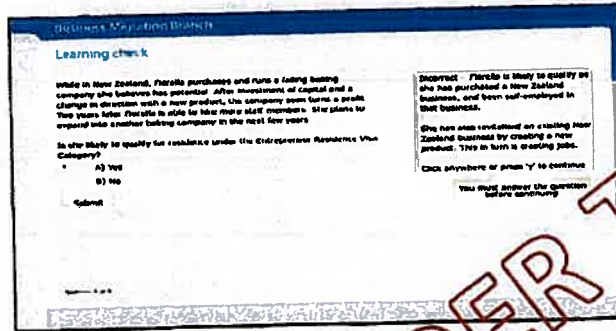 Business Migration Branch
Learning check
While in New Zealand, Fiorella purchases and runs a failing baking
company she believes has potential. After investment of capital and a
change in direction with a new product, the company soon turns a profit.
Two years later Fiorella is able to hire more staff members. She plans to
expand into another baking company in the next few years
Is she likely to qualify for residence under the Entrepreneur Residence Visa
Category?
A) Yes
B) No
Submit
Incorrect - Fiorella is likely to qualify as
she has purchased a New Zealand
business, and been self-employed in
that business.
She has also revitalised an existing New
Zealand business by creating a new
product. This in turn is creating jobs.
Click anywhere or press 'y' to continue
You must answer the question
before continuing